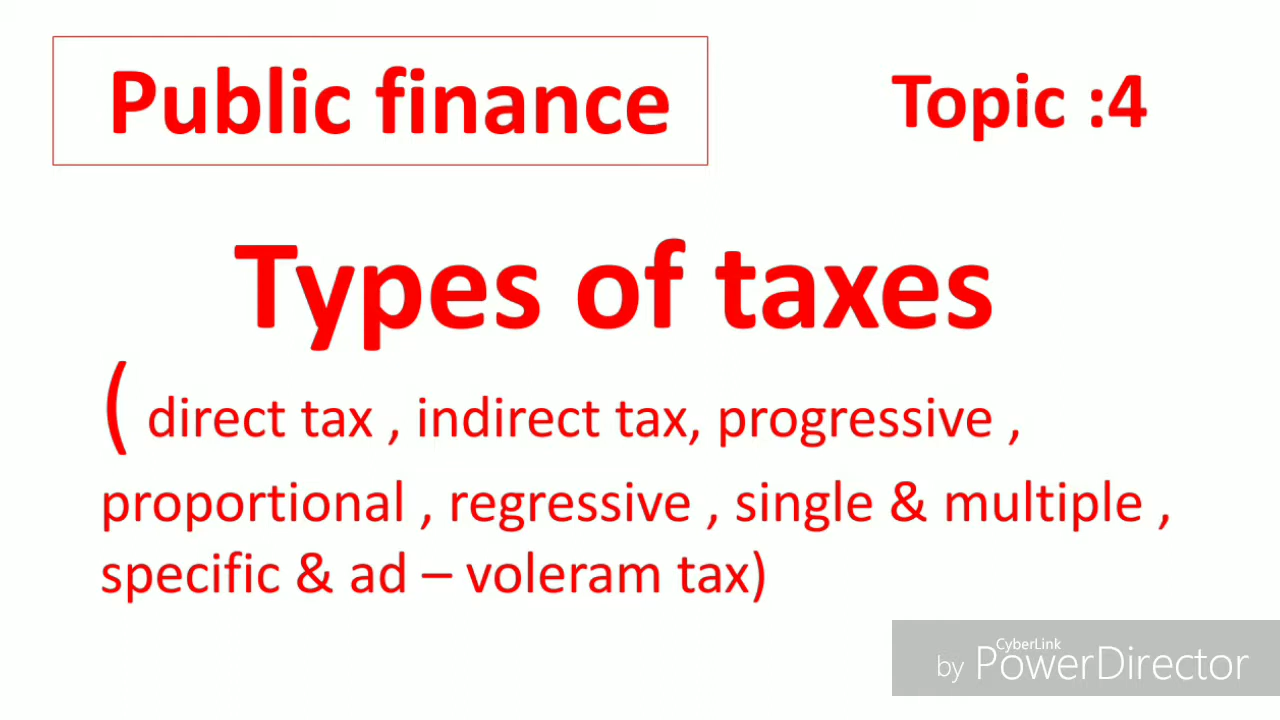 Public finance
Topic :4
Types of taxes
( direct tax , indirect tax, progressive ,
proportional , regressive , single & multiple ,
specific & ad – voleram tax)
CyberLink
by PowerDirector